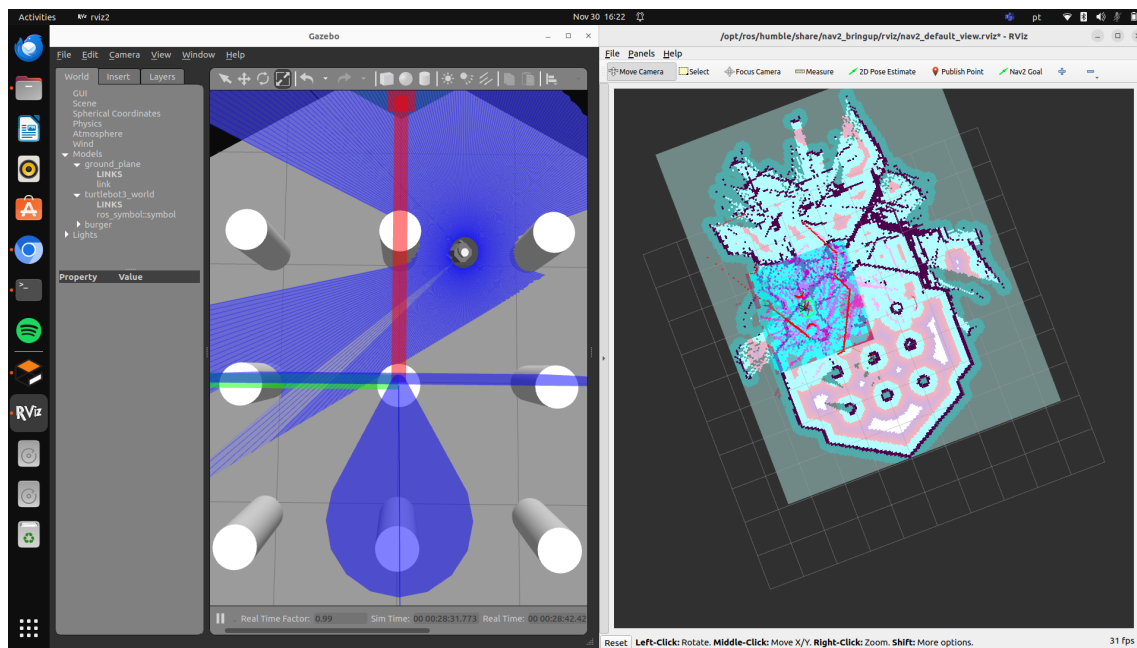 Activities
rviz2
Nov 30 16:22
pt
Gazebo
File Edit Camera View Window Help
World Insert Layers
GUI
Scene
Spherical Coordinates
Physics
Atmosphere
Wind
Models
ground_plane
LINKS
link
turtlebot3_world
LINKS
ros_symbol::symbol
burger
Lights
Property Value
Real Time Factor: 0.99 Sim Time: 00 00:28:31.773 Real Time: 00 00:28:42.42
RViz
/opt/ros/humble/share/nav2_bringup/rviz/nav2_default_view.rviz* - RViz
File Panels Help
Move Camera Select Focus Camera Measure 2D Pose Estimate Publish Point Nav2 Goal
Reset Left-Click: Rotate. Middle-Click: Move X/Y. Right-Click: Zoom. Shift: More options. 31 fps